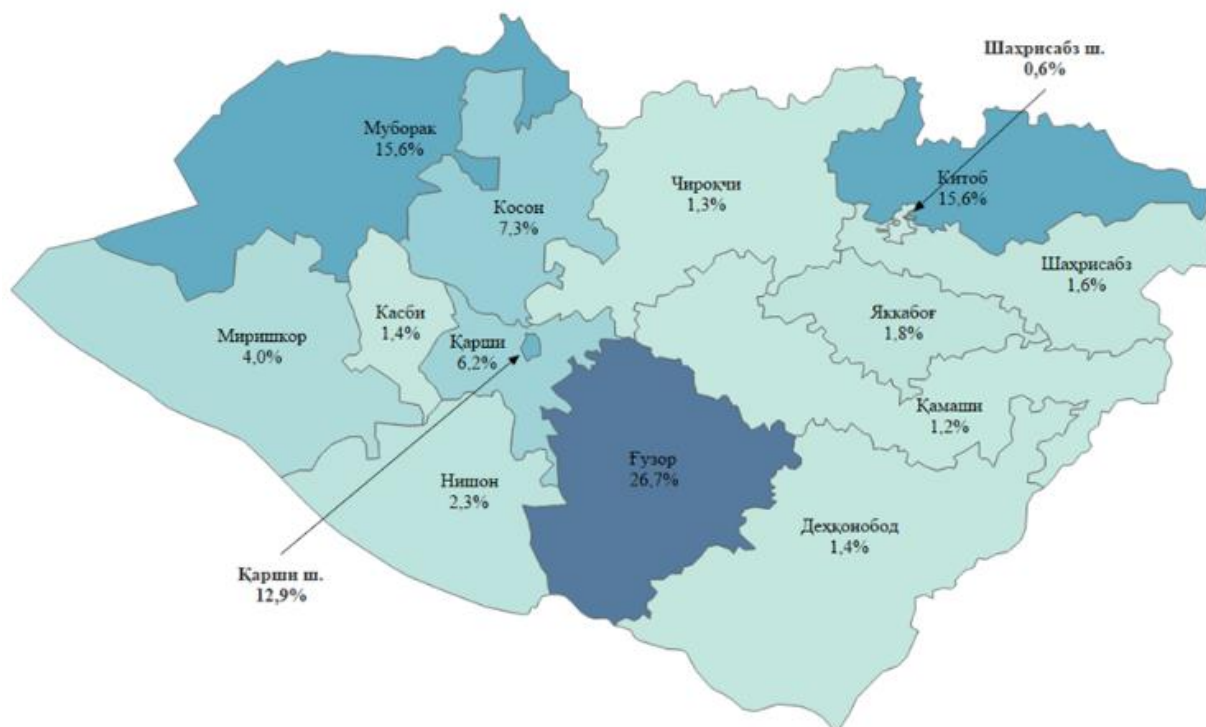 Шаҳрисабз ш.
0,6%
Муборак
15,6%
Китоб
15,6%
Чироқчи
1,3%
Косон
7,3%
Шаҳрисабз
1,6%
Касби
1,4%
Яккабоғ
1,8%
Миришкор
4,0%
Қарши
6,2%
Қамаши
1,2%
Ғузор
26,7%
Нишон
2,3%
Деҳқонобод
1,4%
Қарши ш.
12,9%